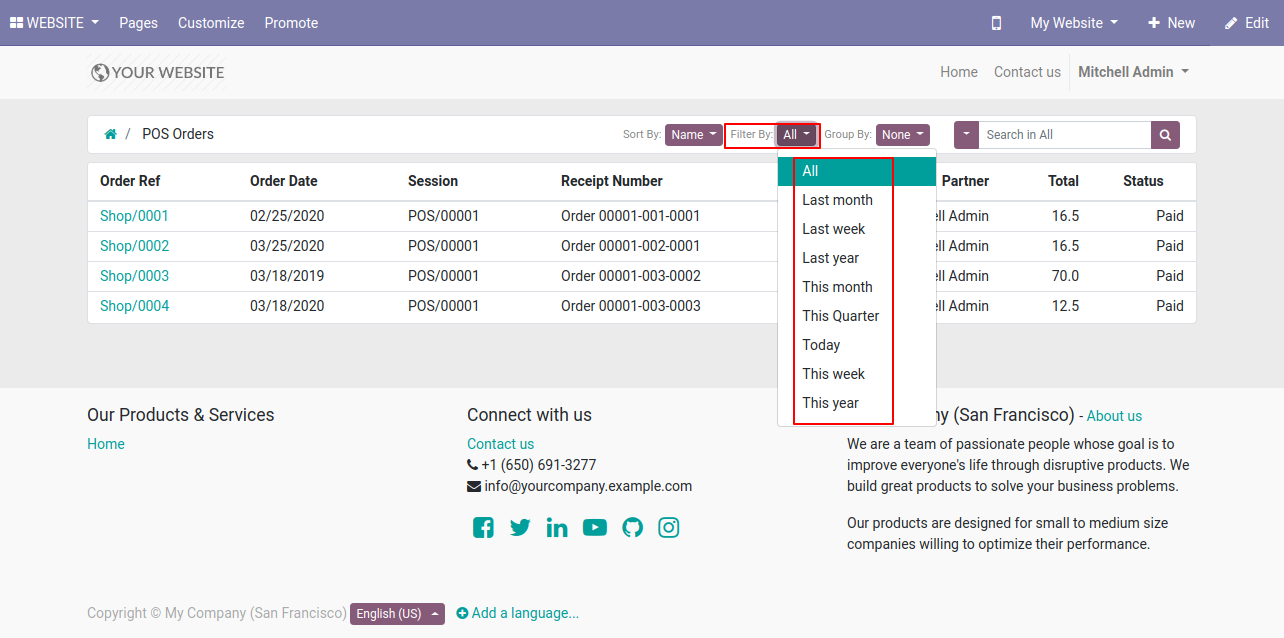 WEBSITE Pages Customize Promote My Website New Edit
YOUR WEBSITE Home Contact us Mitchell Admin
/ POS Orders Sort By: Name Filter By: All Group By: None Search in All
Order Ref Order Date Session Receipt Number Partner Total Status
Shop/0001 02/25/2020 POS/00001 Order 00001-001-0001 Admin 16.5 Paid
Shop/0002 03/25/2020 POS/00001 Order 00001-002-0001 Admin 16.5 Paid
Shop/0003 03/18/2019 POS/00001 Order 00001-003-0002 Admin 70.0 Paid
Shop/0004 03/18/2020 POS/00001 Order 00001-003-0003 Admin 12.5 Paid
All
Last month
Last week
Last year
This month
This Quarter
Today
This week
This year
Our Products & Services
Home
Connect with us
Contact us
+1 (650) 691-3277
info@yourcompany.example.com
(San Francisco) - About us
We are a team of passionate people whose goal is to
improve everyone's life through disruptive products. We
build great products to solve your business problems.
Our products are designed for small to medium size
companies willing to optimize their performance.
Copyright © My Company (San Francisco) English (US) Add a language...